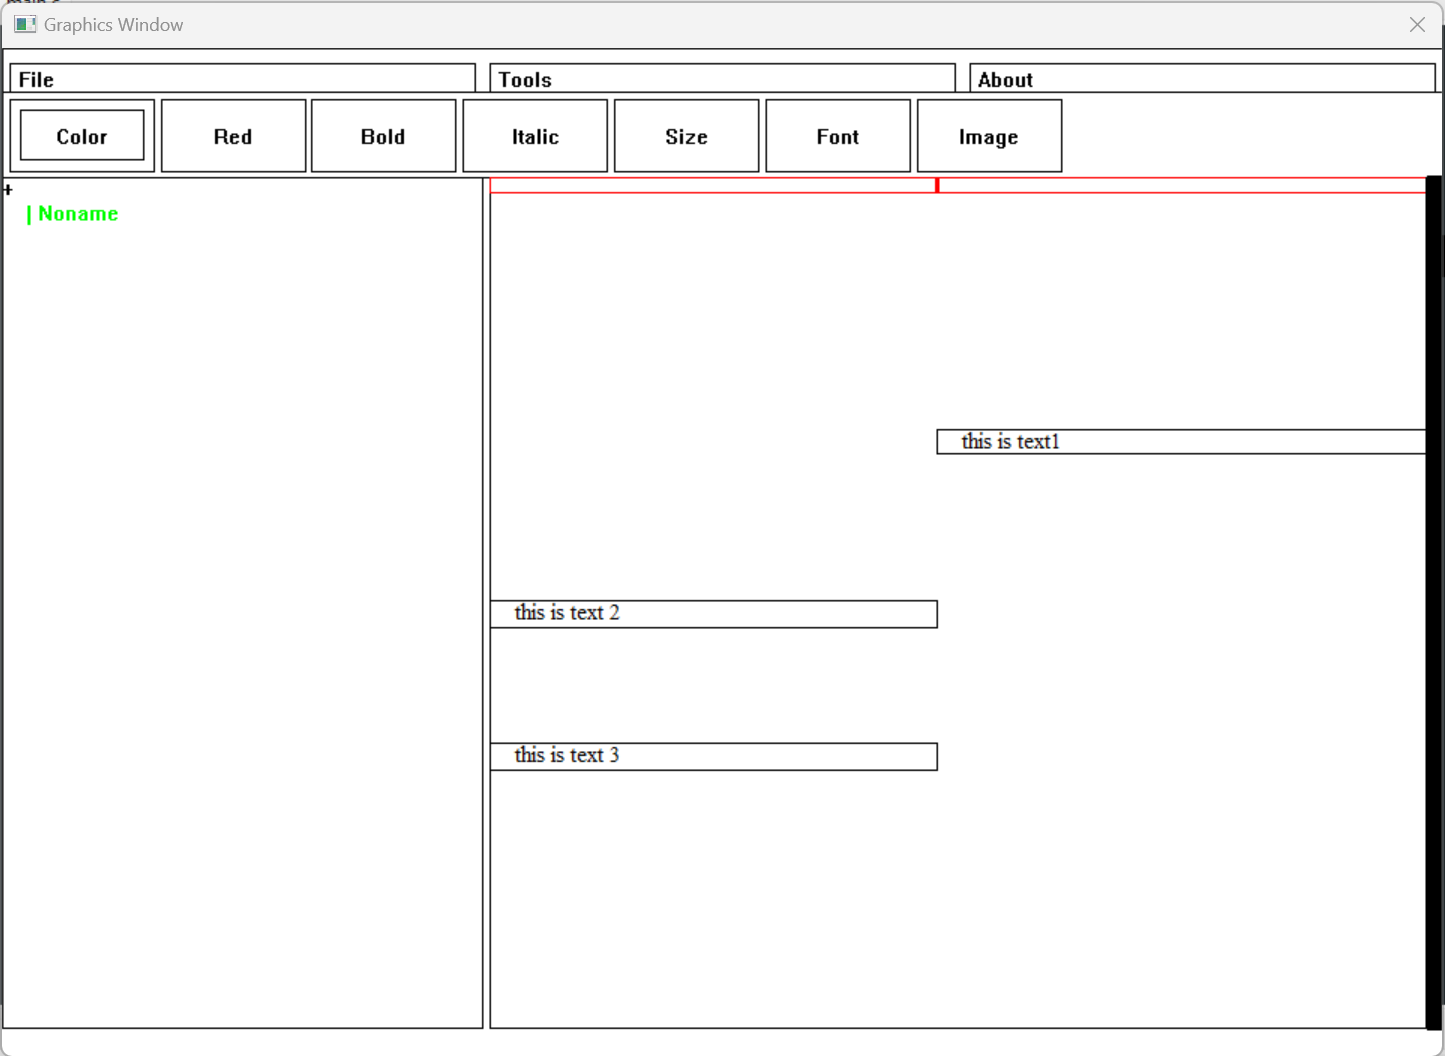 Graphics Window
File Tools About
Color Red Bold Italic Size Font Image
+
| Noname
this is text1
this is text 2
this is text 3